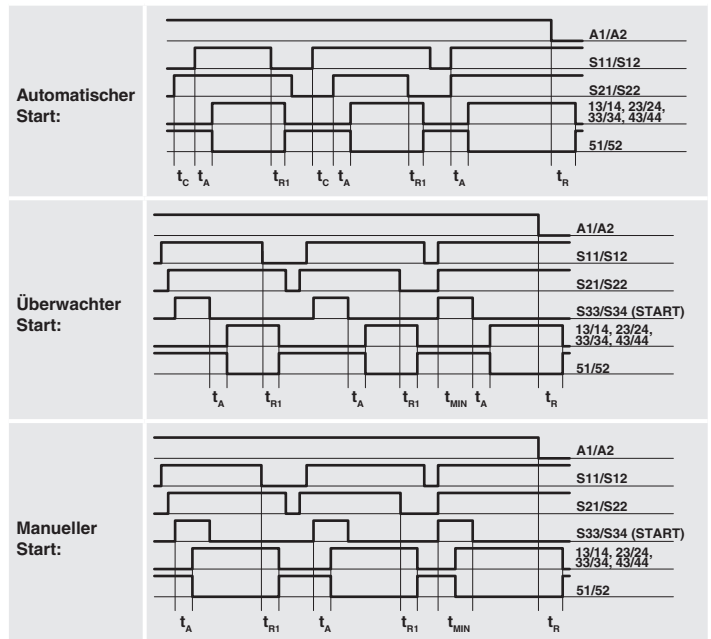 Automatischer
Start:
A1/A2
S11/S12
S21/S22
13/14, 23/24,
33/34, 43/44
51/52
tC tA tR1 tC tA tR1 tA tR
Überwachter
Start:
A1/A2
S11/S12
S21/S22
S33/S34 (START)
13/14, 23/24,
33/34, 43/44
51/52
tA tR1 tA tR1 tMIN tA tR
Manueller
Start:
A1/A2
S11/S12
S21/S22
S33/S34 (START)
13/14, 23/24,
33/34, 43/44
51/52
tA tR1 tA tR1 tMIN tR